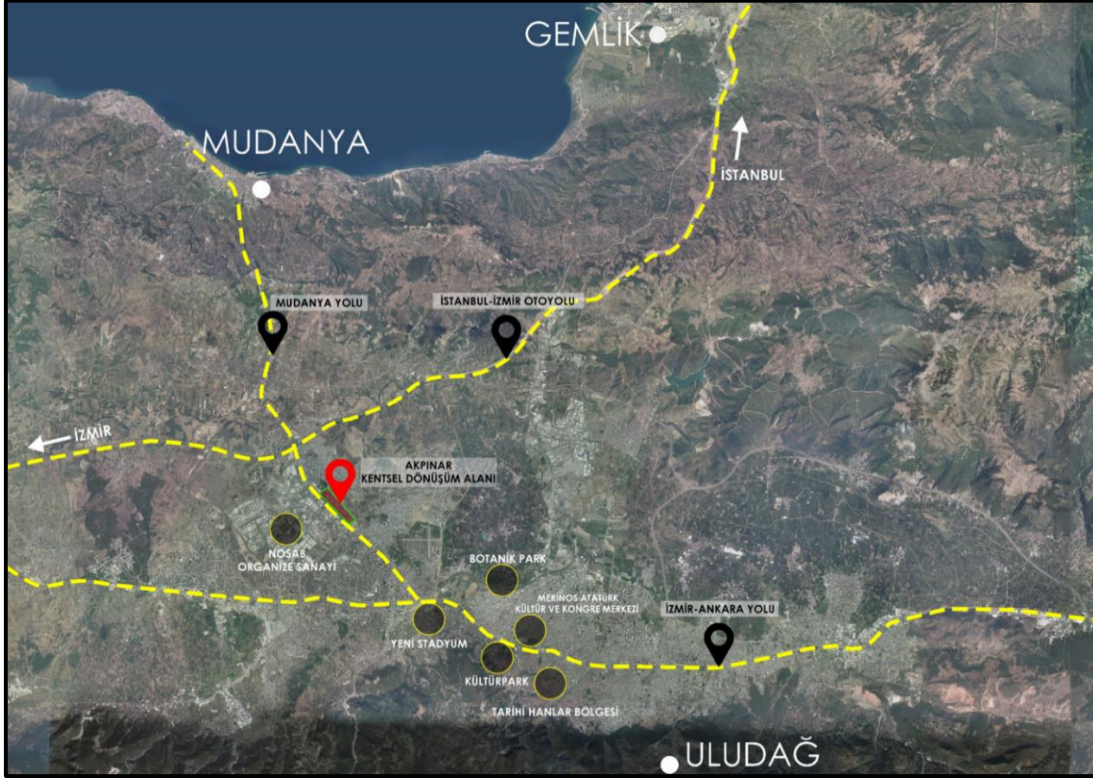 GEMLİK
MUDANYA
İSTANBUL
MUDANYA YOLU
İSTANBUL-İZMİR OTOYOLU
İZMİR
AKPINAR
KENTSEL DÖNÜŞÜM ALANI
NOSAB
ORGANİZE SANAYİ
BOTANİK PARK
MERİNOS ATATÜRK
KÜLTÜR VE KONGRE MERKEZİ
İZMİR-ANKARA YOLU
YENİ STADYUM
KÜLTÜRPARK
TARİHİ HANLAR BÖLGESİ
ULUDAĞ